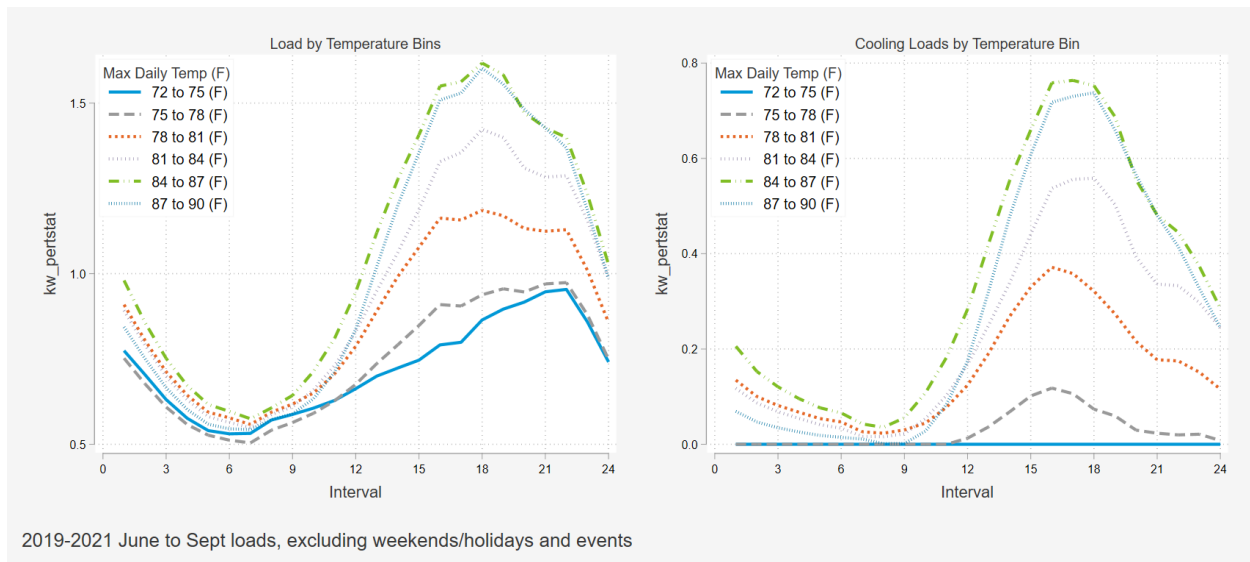 Load by Temperature Bins
Max Daily Temp (F)
72 to 75 (F)
75 to 78 (F)
78 to 81 (F)
81 to 84 (F)
84 to 87 (F)
87 to 90 (F)
kw_pertstat
1.5
1.0
0.5
0 3 6 9 12 15 18 21 24
Interval
Cooling Loads by Temperature Bin
Max Daily Temp (F)
72 to 75 (F)
75 to 78 (F)
78 to 81 (F)
81 to 84 (F)
84 to 87 (F)
87 to 90 (F)
kw_pertstat
0.8
0.6
0.4
0.2
0.0
0 3 6 9 12 15 18 21 24
Interval
2019-2021 June to Sept loads, excluding weekends/holidays and events